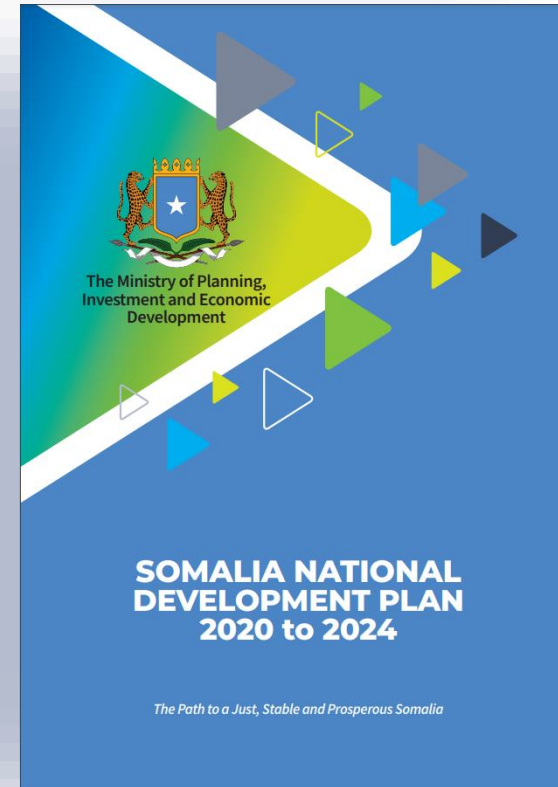 The Ministry of Planning,
Investment and Economic
Development
SOMALIA NATIONAL
DEVELOPMENT PLAN
2020 to 2024
The Path to a Just, Stable and Prosperous Somalia